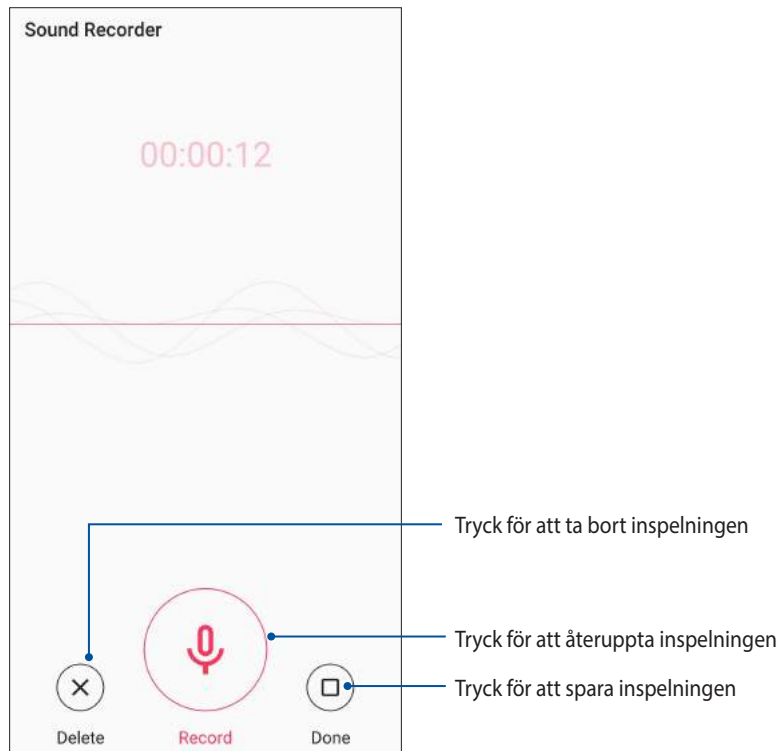 Sound Recorder
00:00:12
Tryck för att ta bort inspelningen
Tryck för att återuppta inspelningen
Tryck för att spara inspelningen
Delete
Record
Done